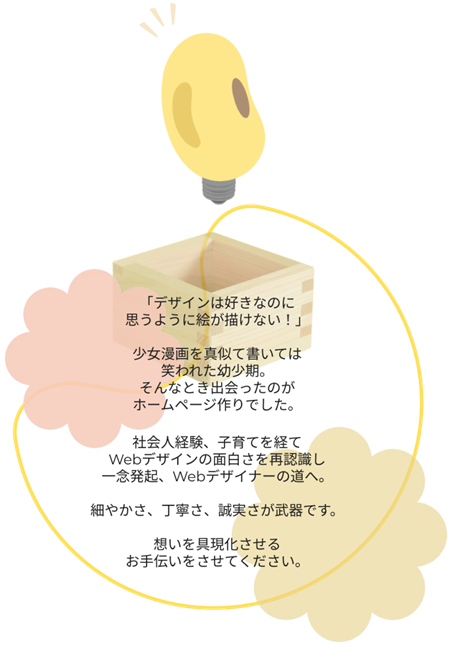 「デザインは好きなのに
思うように絵が描けない！」
少女漫画を真似て書いては
笑われた幼少期。
そんなとき出会ったのが
ホームページ作りでした。
社会人経験、子育てを経て
Webデザインの面白さを再認識し
一念発起、Webデザイナーの道へ。
細やかさ、丁寧さ、誠実さが武器です。
想いを具現化させる
お手伝いをさせてください。